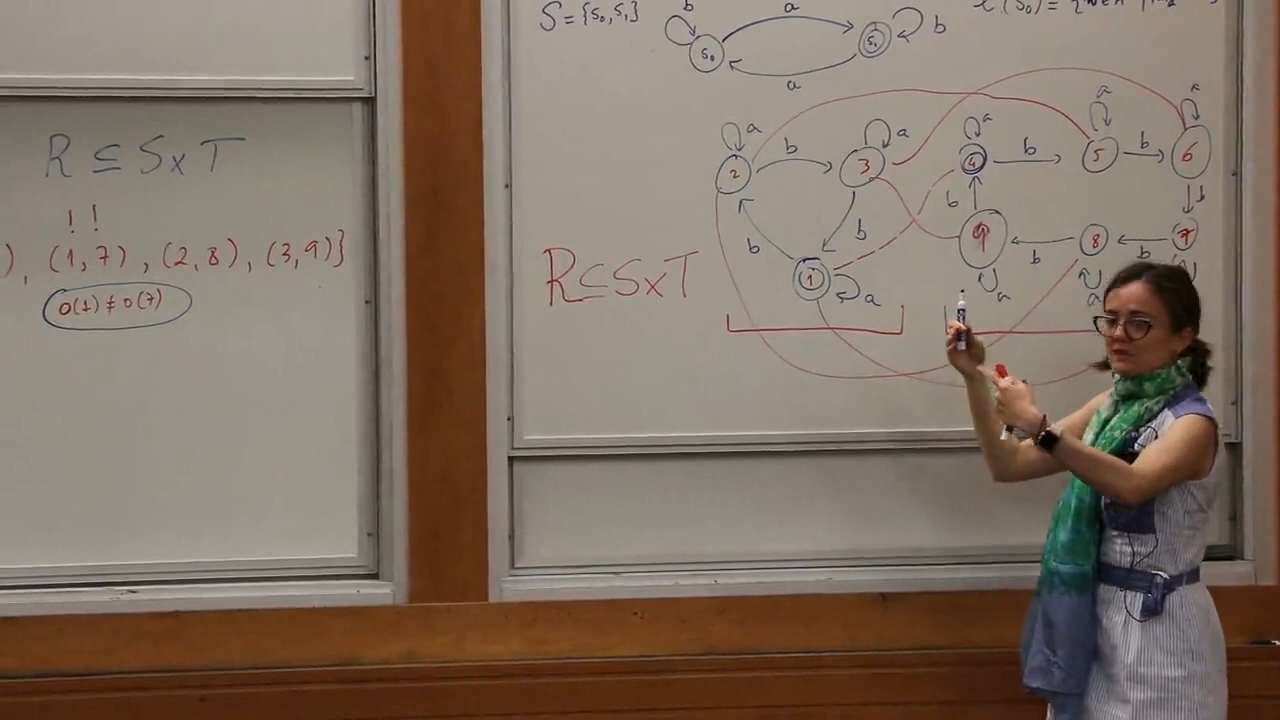 R ⊆ S x T
! !
), (1,7), (2,8), (3,9)}
o(1) ≠ o(7)
S = {s₀, s₁}
b
a
s₀
s₁
b
a
a
a
a
a
a
2
b
3
4
b
5
b
6
b
b
b
b
9
b
8
b
7
R ⊆ S x T
1
a
a
a